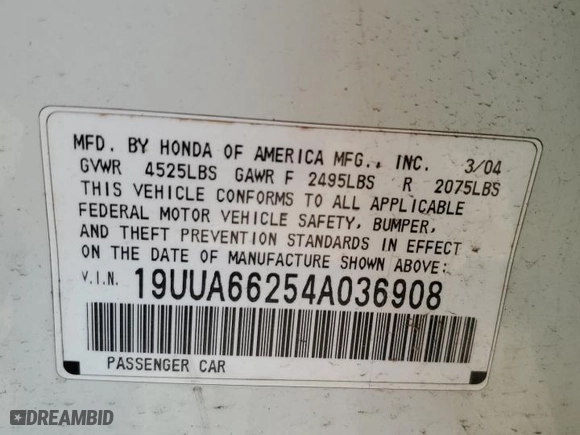 MFD. BY HONDA OF AMERICA MFG., INC. 3/04
GVWR 4525LBS GAWR F 2495LBS R 2075LBS
THIS VEHICLE CONFORMS TO ALL APPLICABLE
FEDERAL MOTOR VEHICLE SAFETY, BUMPER,
AND THEFT PREVENTION STANDARDS IN EFFECT
ON THE DATE OF MANUFACTURE SHOWN ABOVE:
V.I.N. 19UUA66254A036908
PASSENGER CAR
DREAMBID